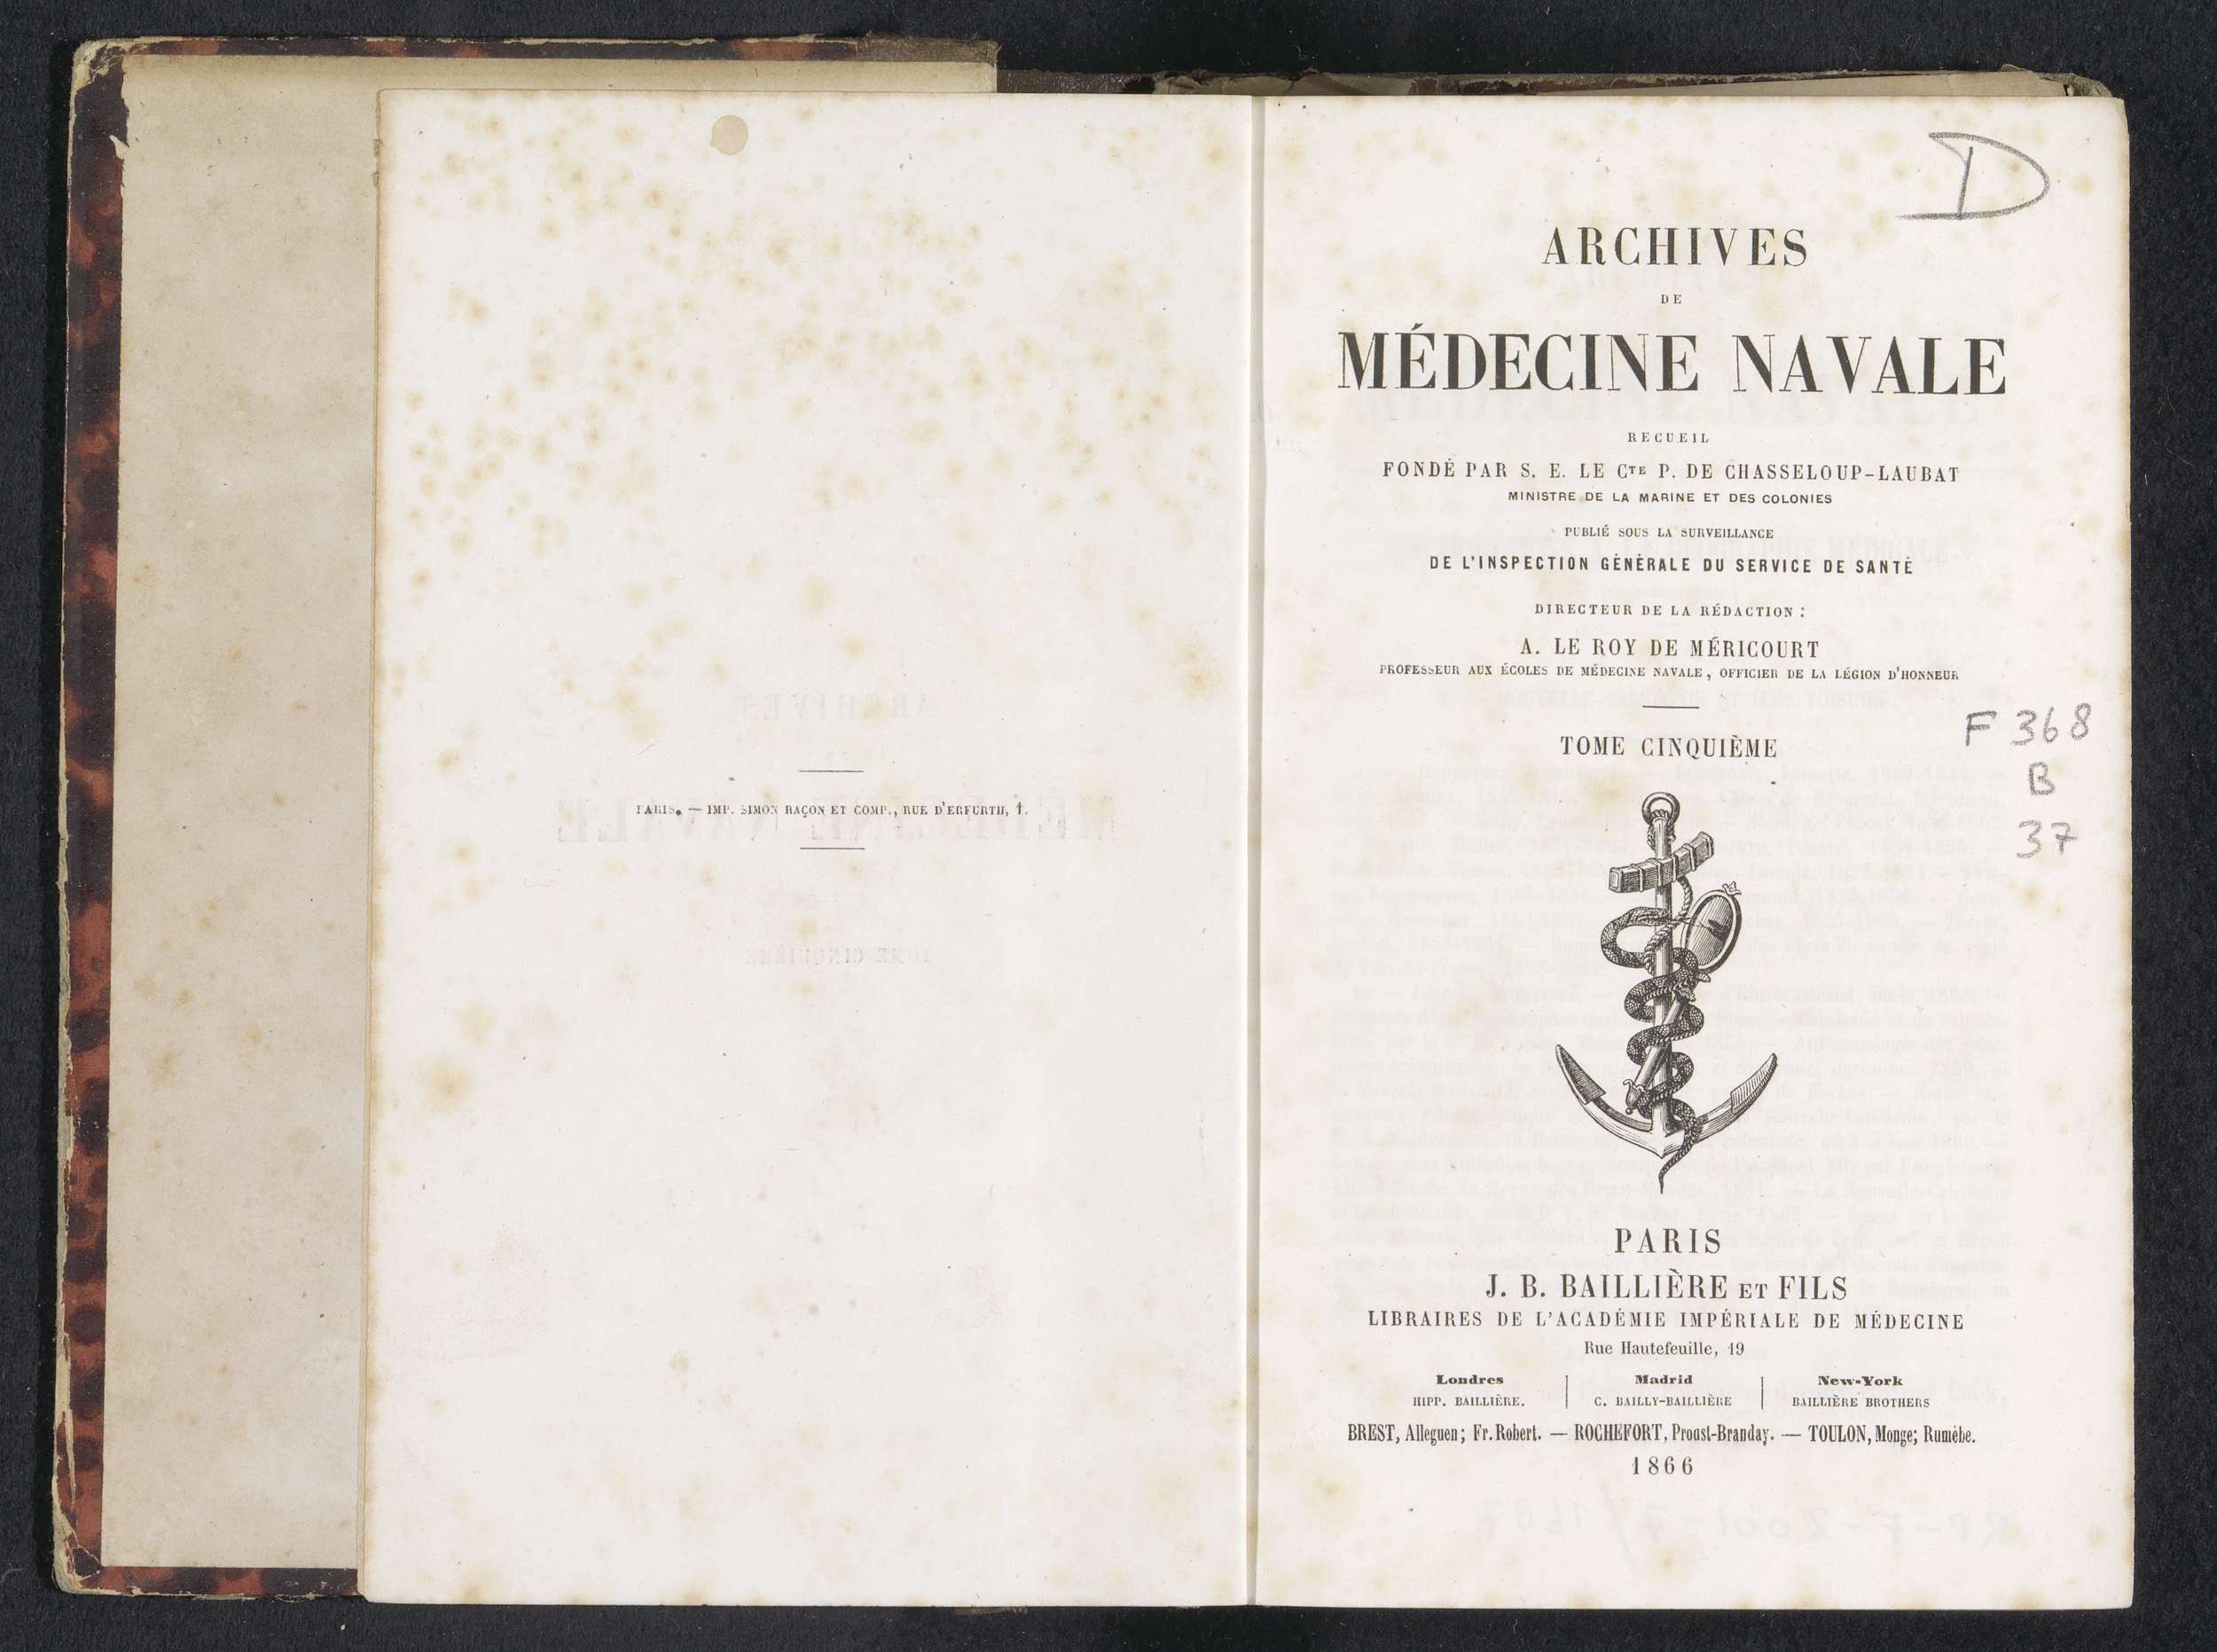 PARIS. — IMP. SIMON RAÇON ET COMP., RUE D'ERFURTH, 1.
D
ARCHIVES
DE
MÉDECINE NAVALE
RECUEIL
FONDÉ PAR S. E. LE CTE P. DE CHASSELOUP-LAUBAT
MINISTRE DE LA MARINE ET DES COLONIES
PUBLIÉ SOUS LA SURVEILLANCE
DE L'INSPECTION GÉNÉRALE DU SERVICE DE SANTÉ
DIRECTEUR DE LA RÉDACTION :
A. LE ROY DE MÉRICOURT
PROFESSEUR AUX ÉCOLES DE MÉDECINE NAVALE, OFFICIER DE LA LÉGION D'HONNEUR
TOME CINQUIÈME
F 368
B
37
PARIS
J. B. BAILLIÈRE ET FILS
LIBRAIRES DE L'ACADÉMIE IMPÉRIALE DE MÉDECINE
Rue Hautefeuille, 19
Londres
HIPP. BAILLIÈRE.
Madrid
C. BAILLY-BAILLIÈRE
New-York
BAILLIÈRE BROTHERS
BREST, Alleguen; Fr. Robert. — ROCHEFORT, Proust-Branday. — TOULON, Monge; Rumèbe.
1866